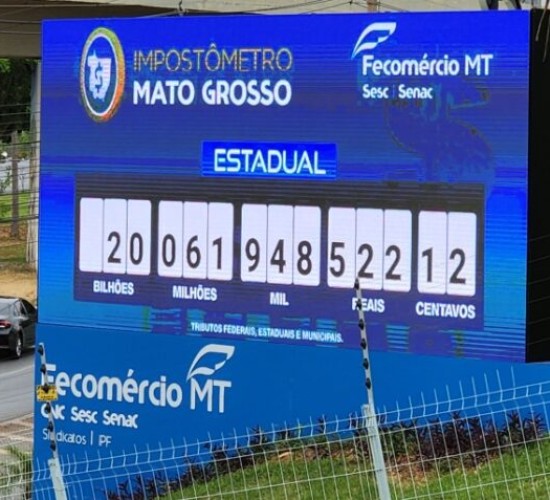 IMPOSTÔMETRO
MATO GROSSO
Fecomércio MT
Sesc | Senac
ESTADUAL
20 061 948 522 12
BILHÕES MILHÕES MIL REAIS CENTAVOS
TRIBUTOS FEDERAIS, ESTADUAIS E MUNICIPAIS.
Fecomércio MT
CNC Sesc Senac
Sindicatos | IPF